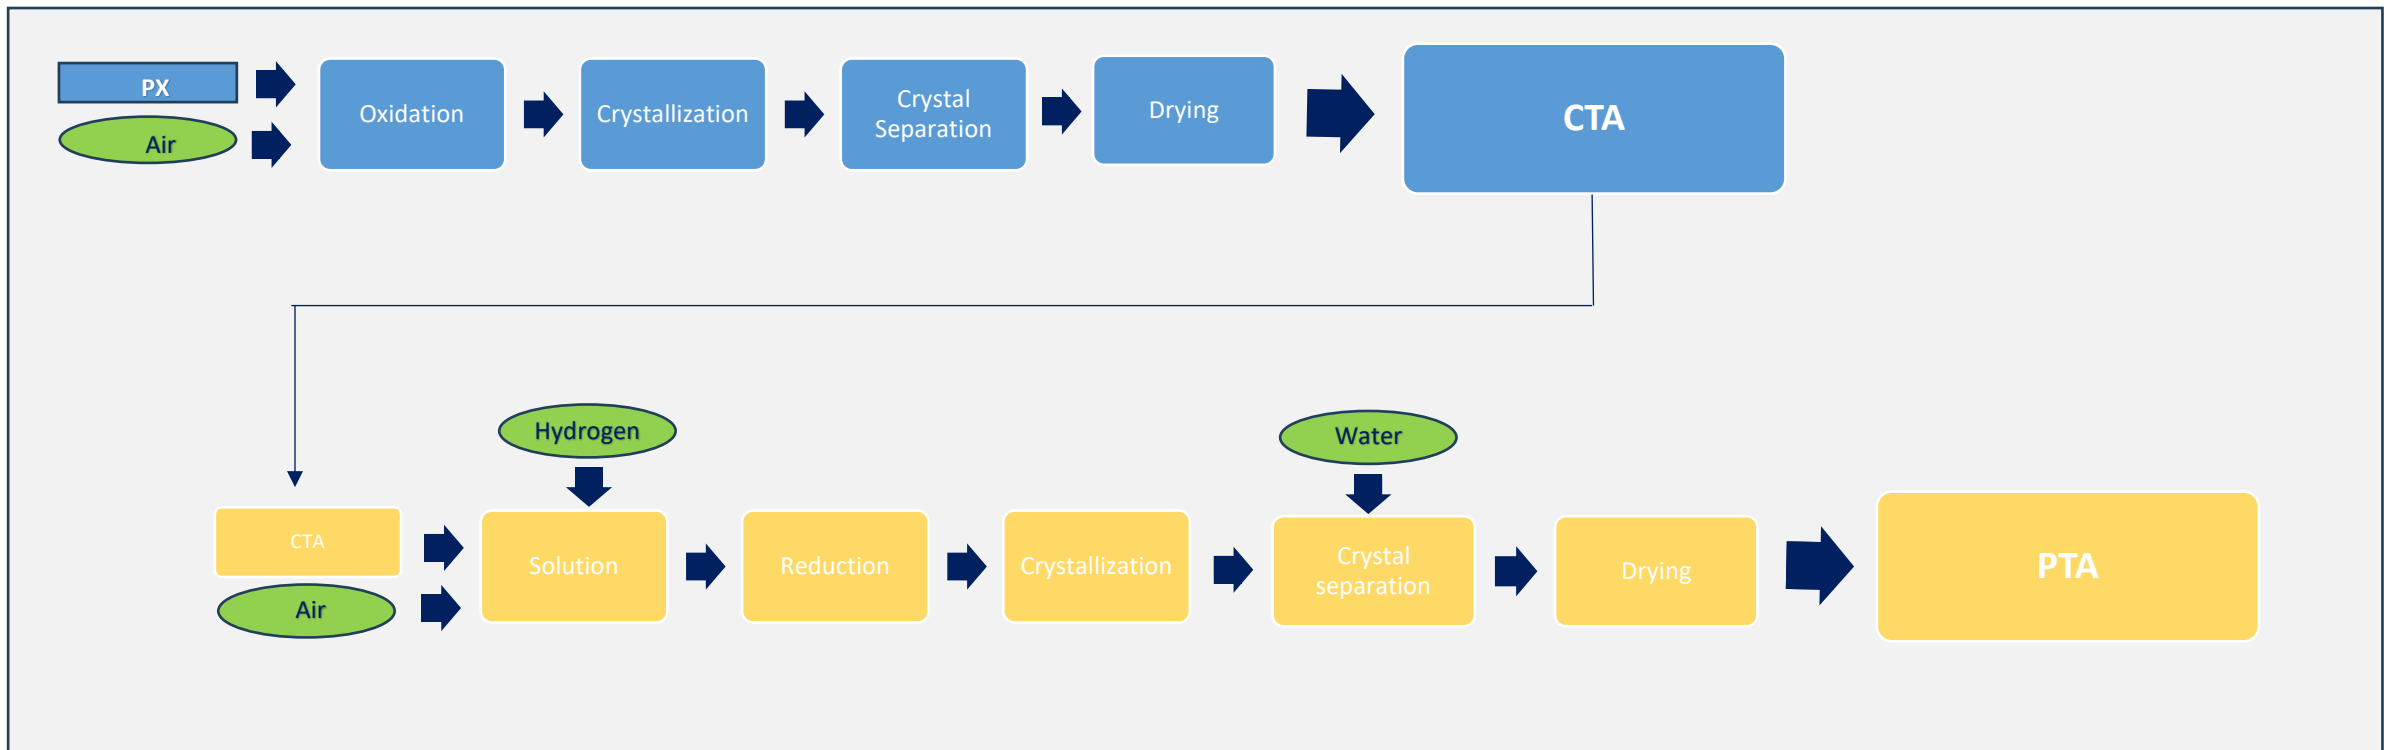 PX
Air
Oxidation
Crystallization
Crystal
Separation
Drying
CTA
Hydrogen
Water
CTA
Air
Solution
Reduction
Crystallization
Crystal
separation
Drying
PTA